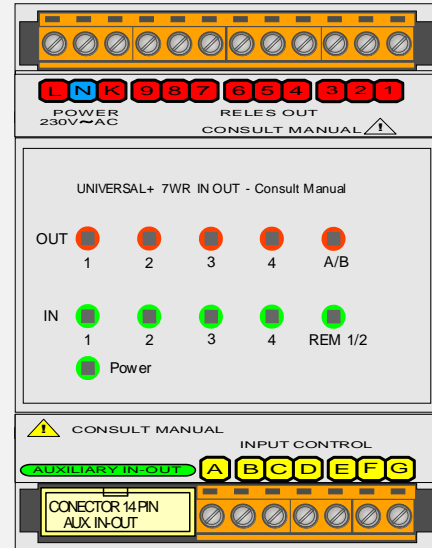 L N K 9 8 7 6 5 4 3 2 1
POWER RELES OUT
230V~AC
CONSULT MANUAL
UNIVERSAL+ 7WR IN OUT - Consult Manual
OUT
1 2 3 4 A/B
IN
1 2 3 4 REM 1/2
Power
CONSULT MANUAL
INPUT CONTROL
AUXILIARY IN-OUT A B C D E F G
CONECTOR 14 PIN
AUX. IN-OUT